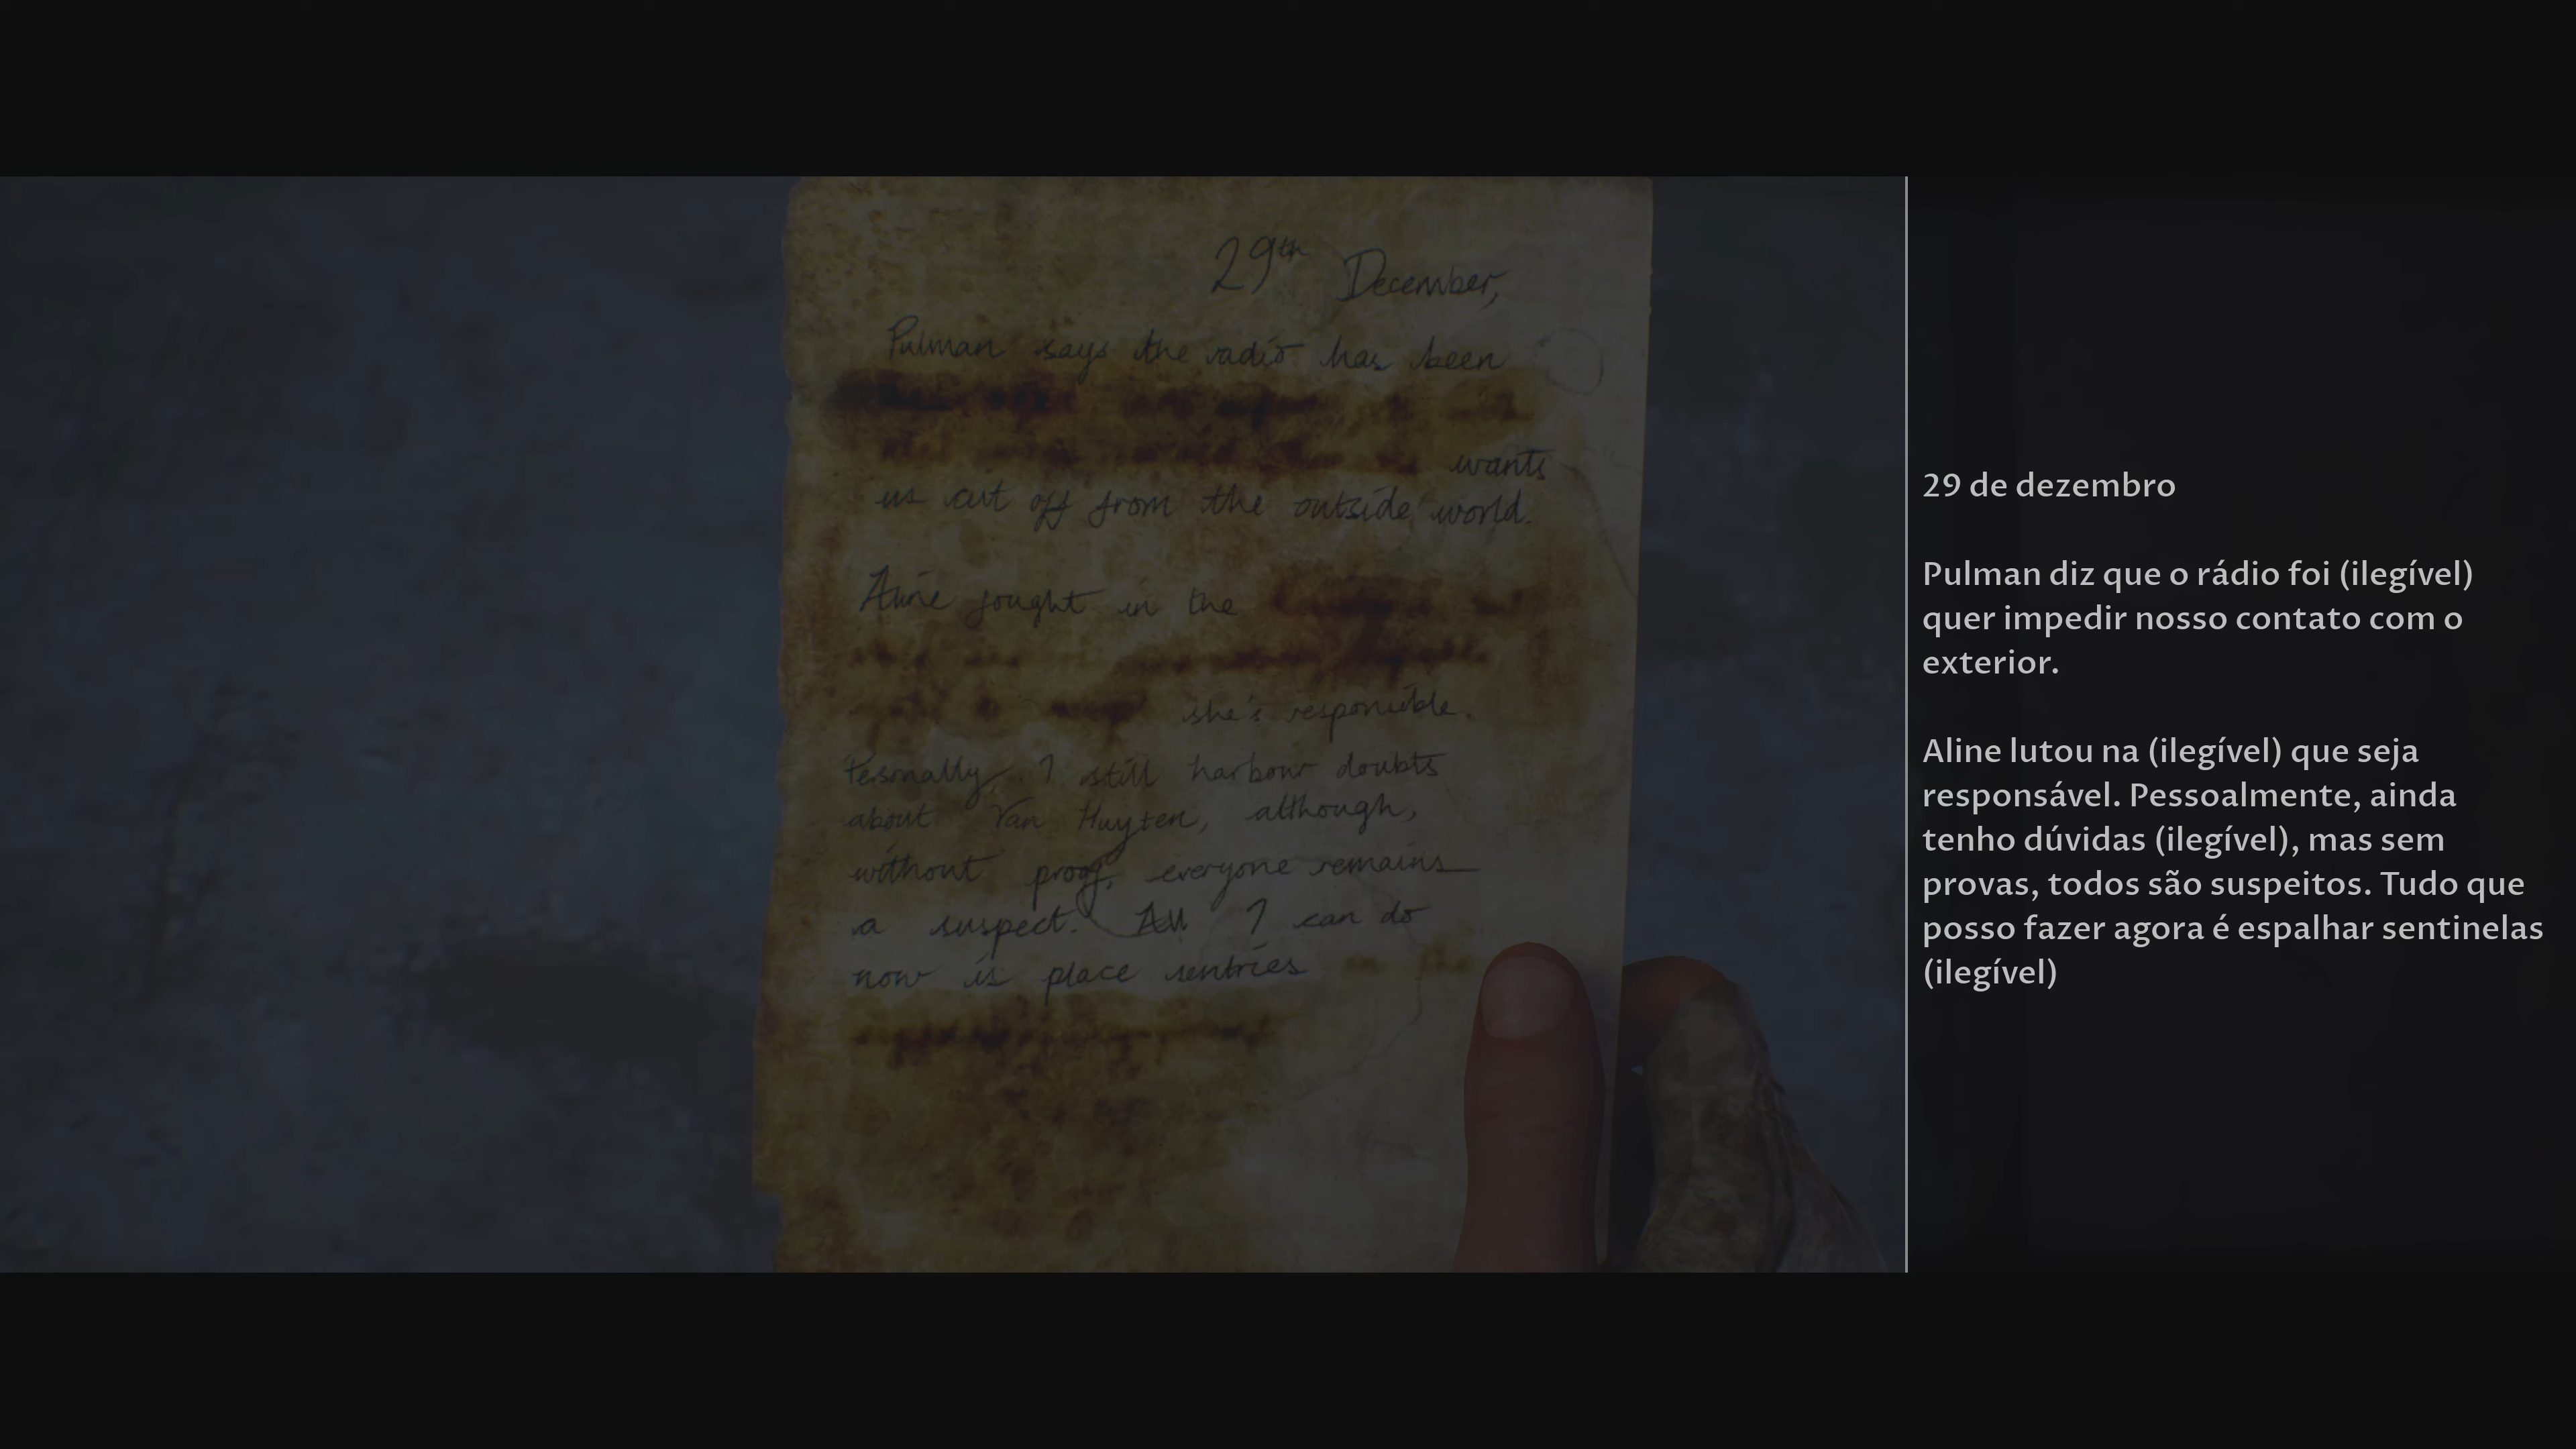 29th December,
Pulman says the radio has been
wants
us cut off from the outside world.
Aline fought in the
she's responsible.
Personally, I still harbour doubts
about Van Huyten, although,
without proof, everyone remains
a suspect. All I can do
now is place sentries on the
29 de dezembro
Pulman diz que o rádio foi (ilegível)
quer impedir nosso contato com o
exterior.
Aline lutou na (ilegível) que seja
responsável. Pessoalmente, ainda
tenho dúvidas (ilegível), mas sem
provas, todos são suspeitos. Tudo que
posso fazer agora é espalhar sentinelas
(ilegível)